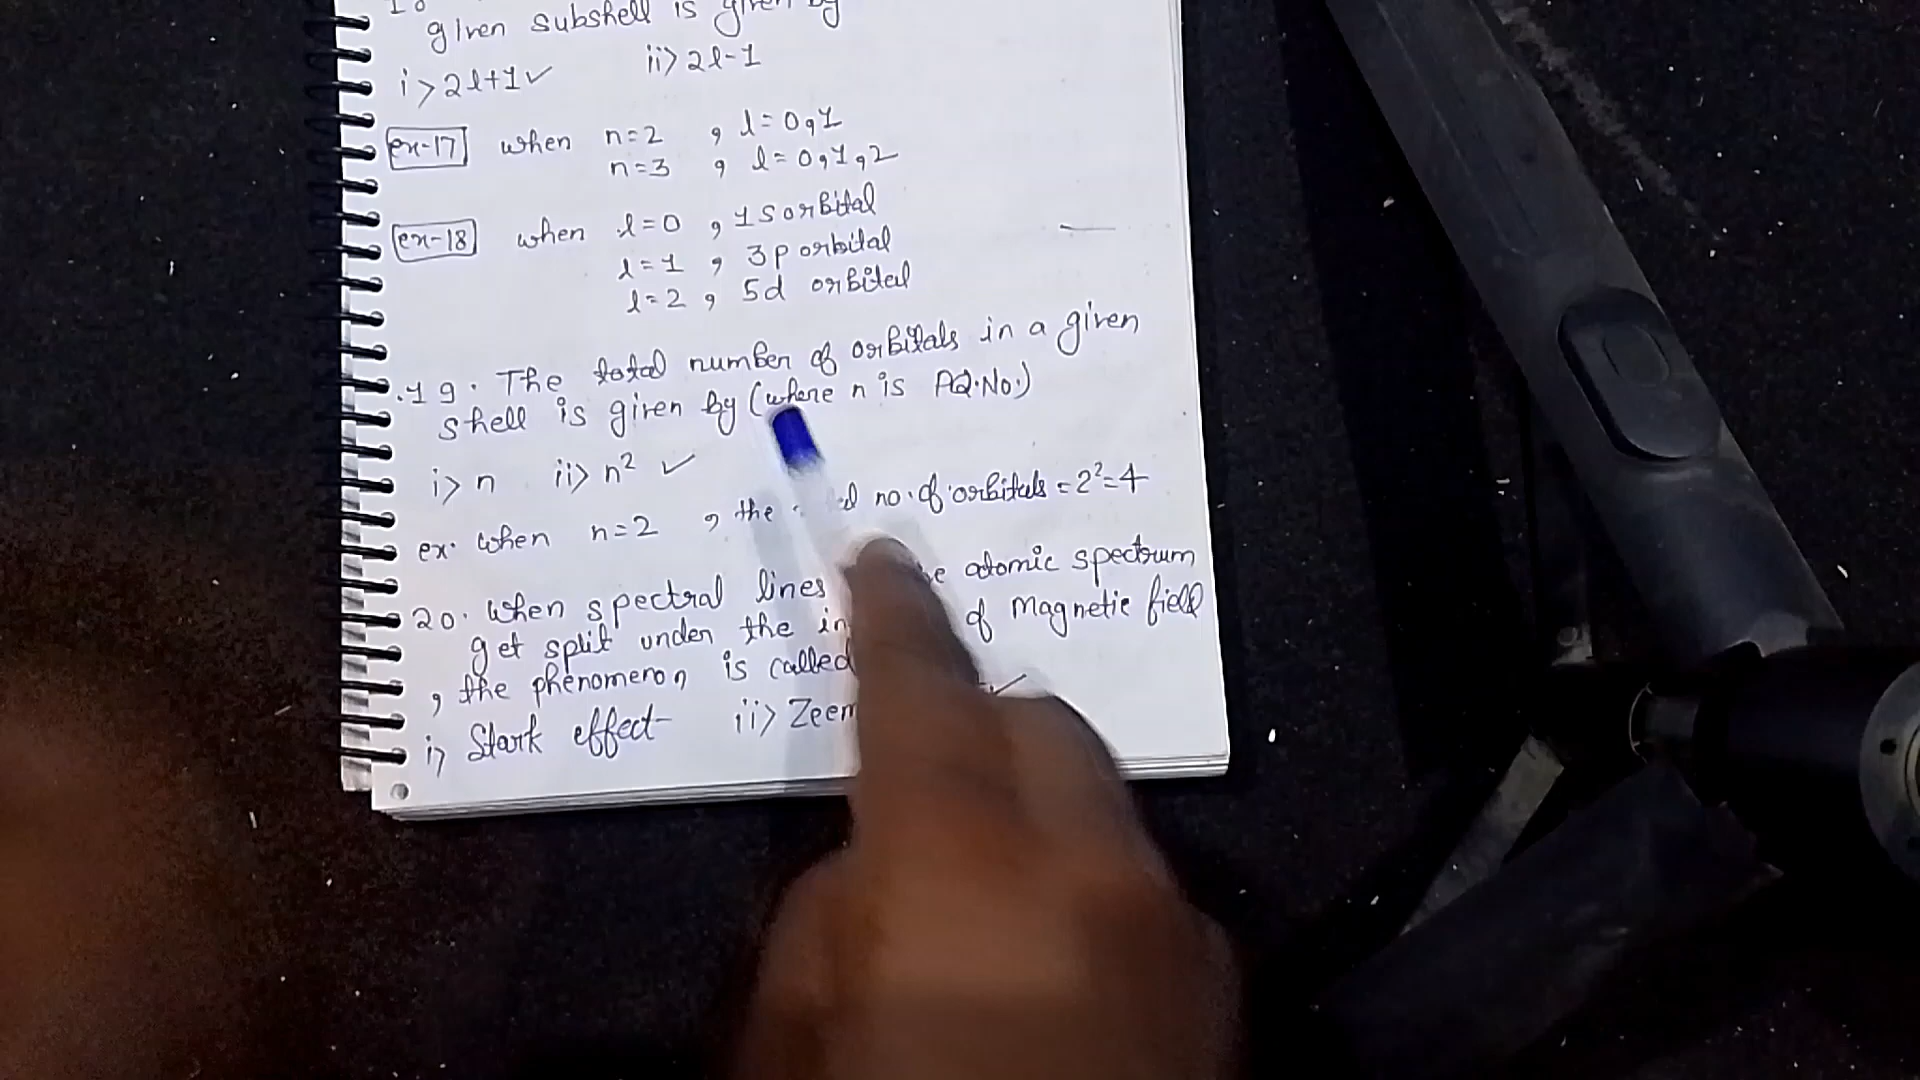 given subshell is given by
i> 2l+1✓ ii> 2l-1
ex-17 when n=2 , l=0,1
n=3 , l=0,1,2
ex-18 when l=0 , 1 s orbital
l=1 , 3p orbital
l=2 , 5d orbital
.19. The total number of orbitals in a given
shell is given by (where n is P.Q.No.)
i> n ii> n² ✓
ex. when n=2 , the no. of orbitals = 2²=4
20. When spectral lines atomic spectrum
get split under the of magnetic field
, the phenomenon is called
i> Stark effect ii> ✓